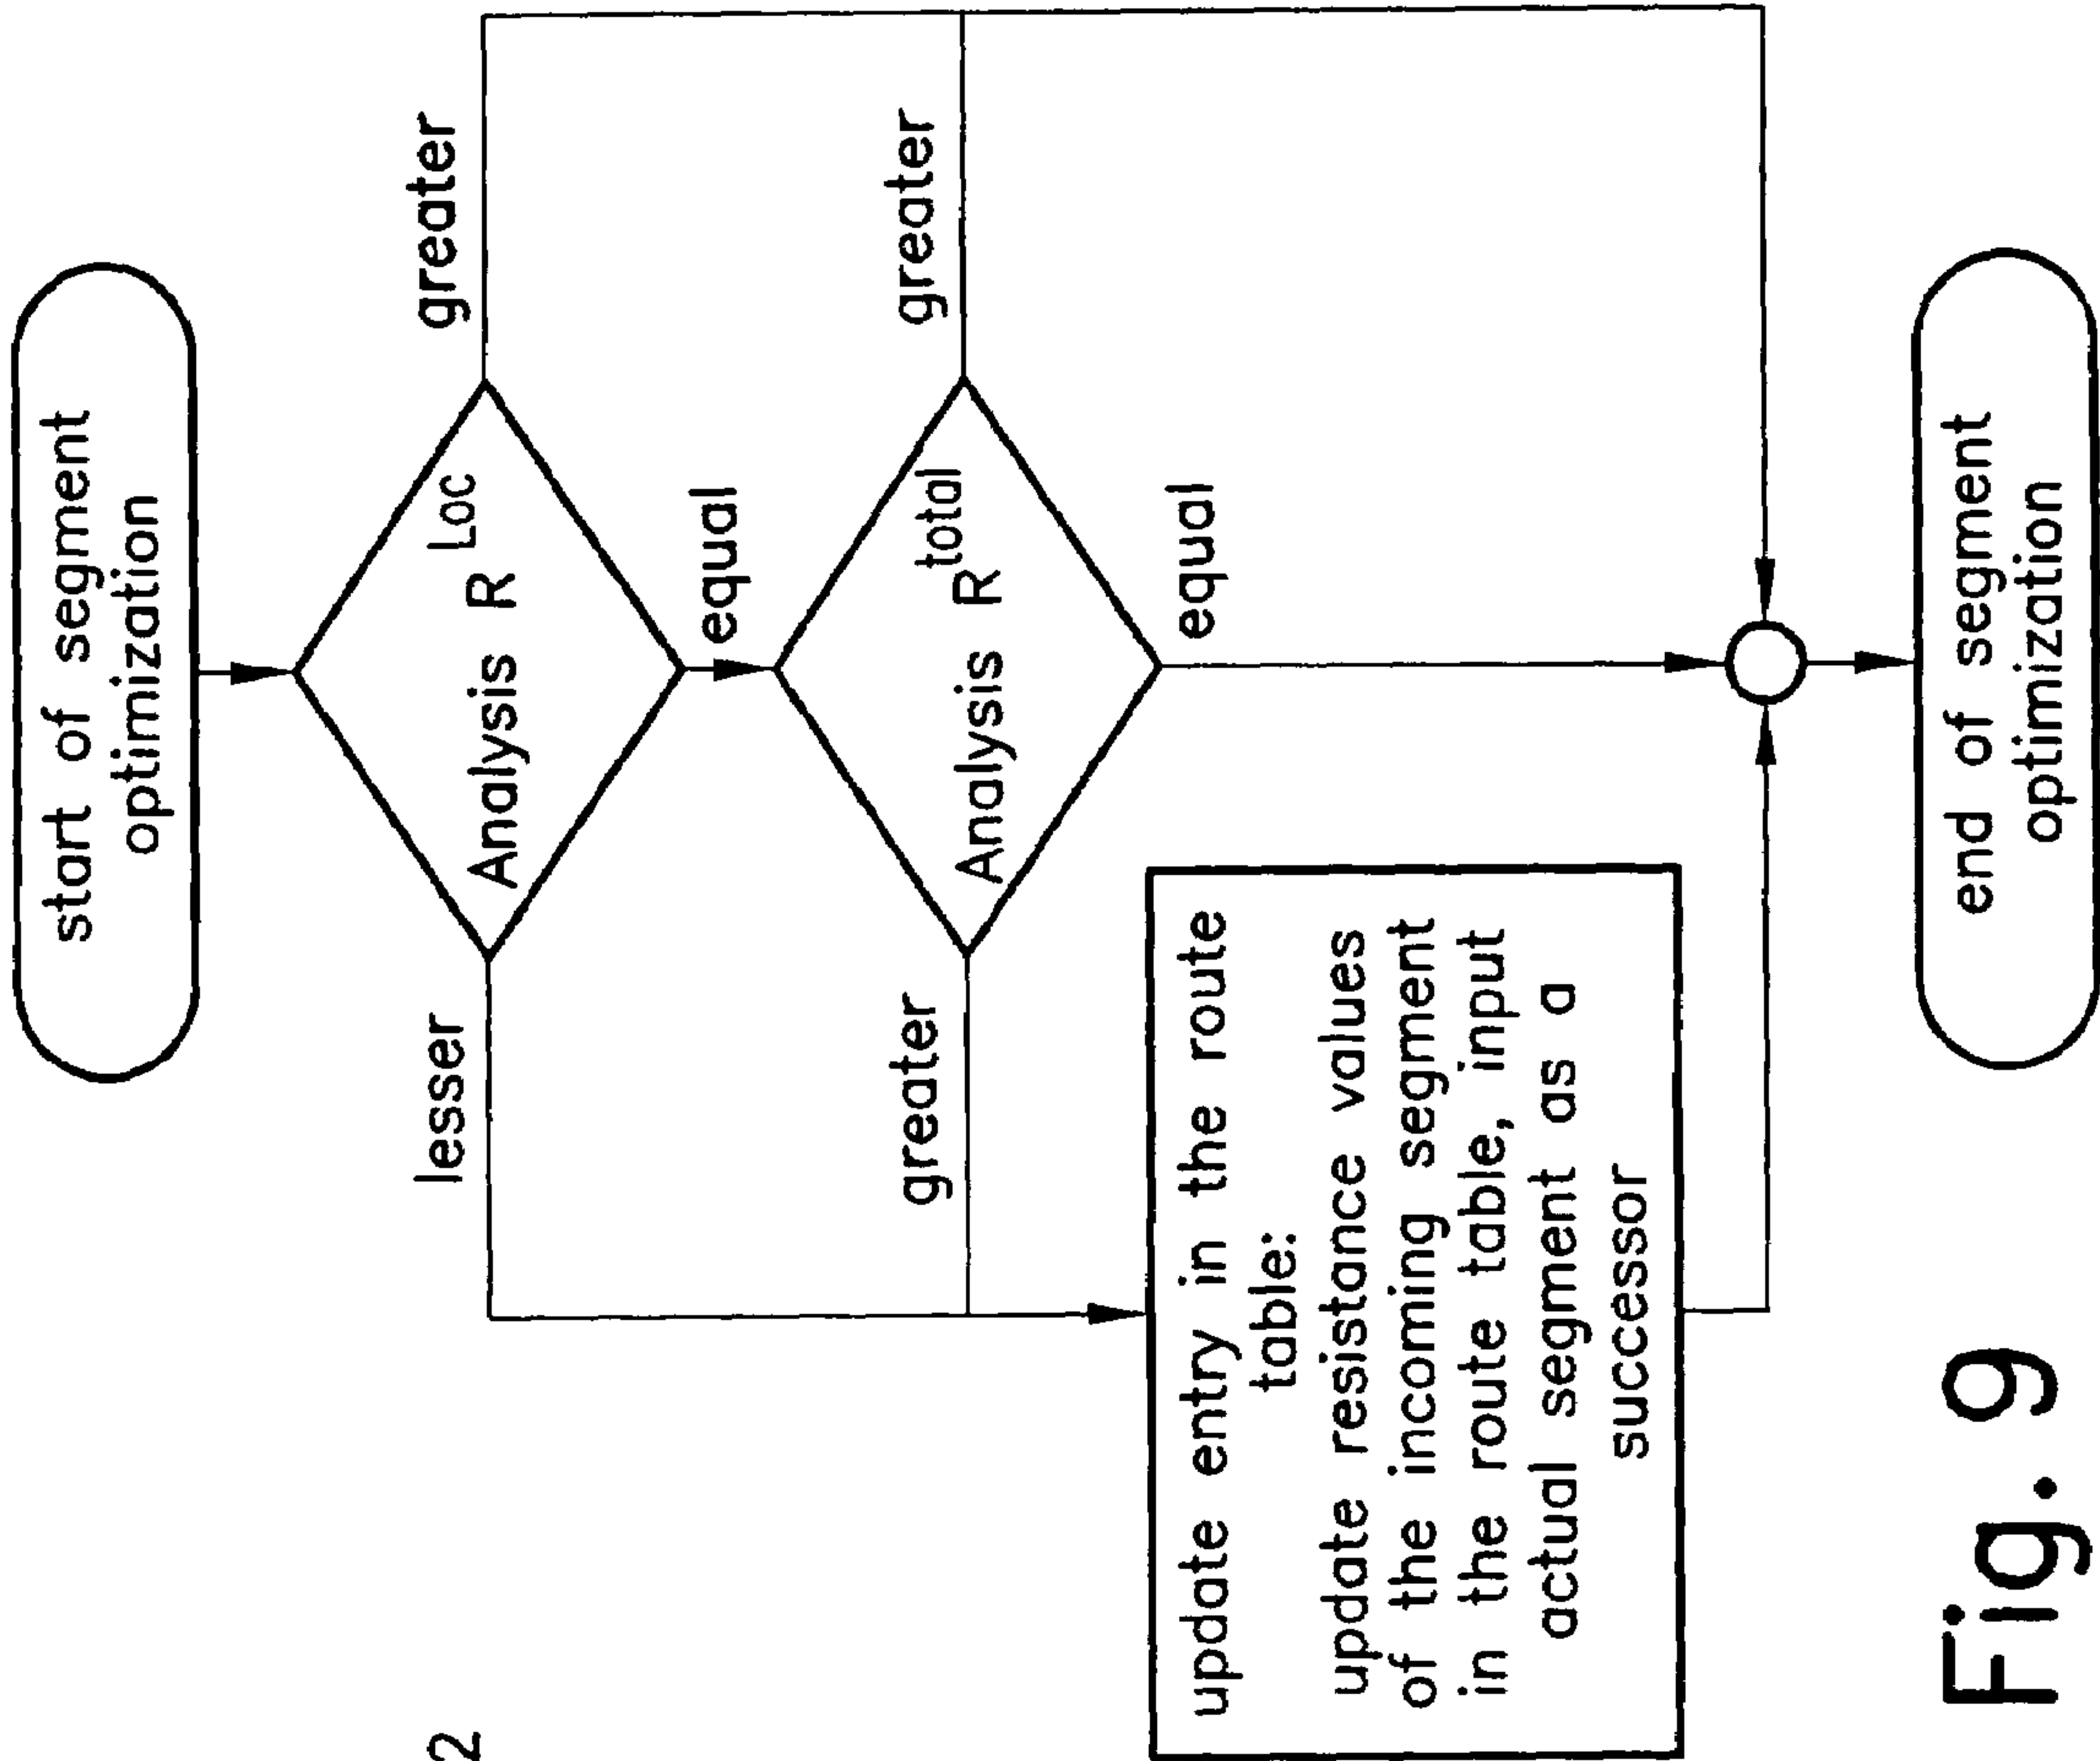 start of segment
optimization
Loc
Analysis R
lesser
greater
equal
total
Analysis R
greater
greater
equal
update entry in the route
table:
update resistance values
of the incoming segment
in the route table, input
actual segment as a
successor
end of segment
optimization
2
Fig. 9